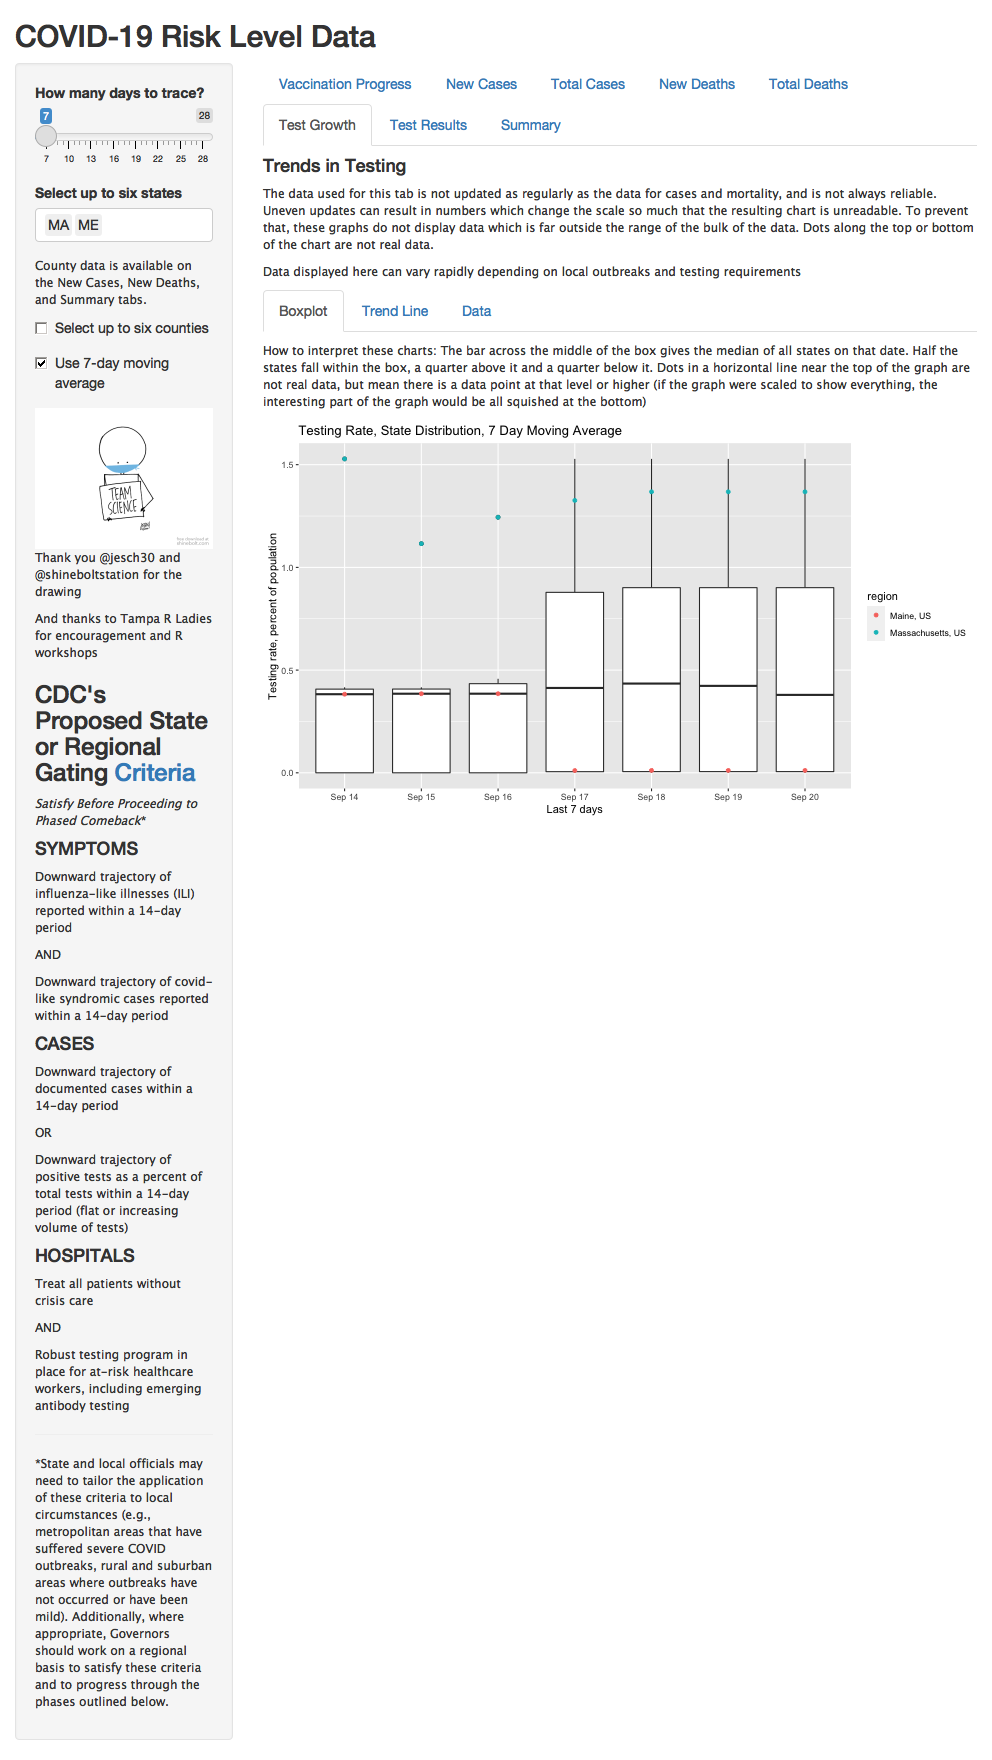 COVID-19 Risk Level Data
How many days to trace?
7
28
7 10 13 16 19 22 25 28
Select up to six states
MA ME
County data is available on
the New Cases, New Deaths,
and Summary tabs.
Select up to six counties
Use 7-day moving
average
TEAM
SCIENCE
Thank you @jesch30 and
@shineboltstation for the
drawing
And thanks to Tampa R Ladies
for encouragement and R
workshops
CDC's
Proposed State
or Regional
Gating Criteria
Satisfy Before Proceeding to
Phased Comeback*
SYMPTOMS
Downward trajectory of
influenza-like illnesses (ILI)
reported within a 14-day
period
AND
Downward trajectory of covid-
like syndromic cases reported
within a 14-day period
CASES
Downward trajectory of
documented cases within a
14-day period
OR
Downward trajectory of
positive tests as a percent of
total tests within a 14-day
period (flat or increasing
volume of tests)
HOSPITALS
Treat all patients without
crisis care
AND
Robust testing program in
place for at-risk healthcare
workers, including emerging
antibody testing
*State and local officials may
need to tailor the application
of these criteria to local
circumstances (e.g.,
metropolitan areas that have
suffered severe COVID
outbreaks, rural and suburban
areas where outbreaks have
not occurred or have been
mild). Additionally, where
appropriate, Governors
should work on a regional
basis to satisfy these criteria
and to progress through the
phases outlined below.
Vaccination Progress New Cases Total Cases New Deaths Total Deaths
Test Growth Test Results Summary
Trends in Testing
The data used for this tab is not updated as regularly as the data for cases and mortality, and is not always reliable.
Uneven updates can result in numbers which change the scale so much that the resulting chart is unreadable. To prevent
that, these graphs do not display data which is far outside the range of the bulk of the data. Dots along the top or bottom
of the chart are not real data.
Data displayed here can vary rapidly depending on local outbreaks and testing requirements
Boxplot Trend Line Data
How to interpret these charts: The bar across the middle of the box gives the median of all states on that date. Half the
states fall within the box, a quarter above it and a quarter below it. Dots in a horizontal line near the top of the graph are
not real data, but mean there is a data point at that level or higher (if the graph were scaled to show everything, the
interesting part of the graph would be all squished at the bottom)
Testing Rate, State Distribution, 7 Day Moving Average
Testing rate, percent of population
1.5
1.0
0.5
0.0
Sep 14 Sep 15 Sep 16 Sep 17 Sep 18 Sep 19 Sep 20
Last 7 days
region
Maine, US
Massachusetts, US